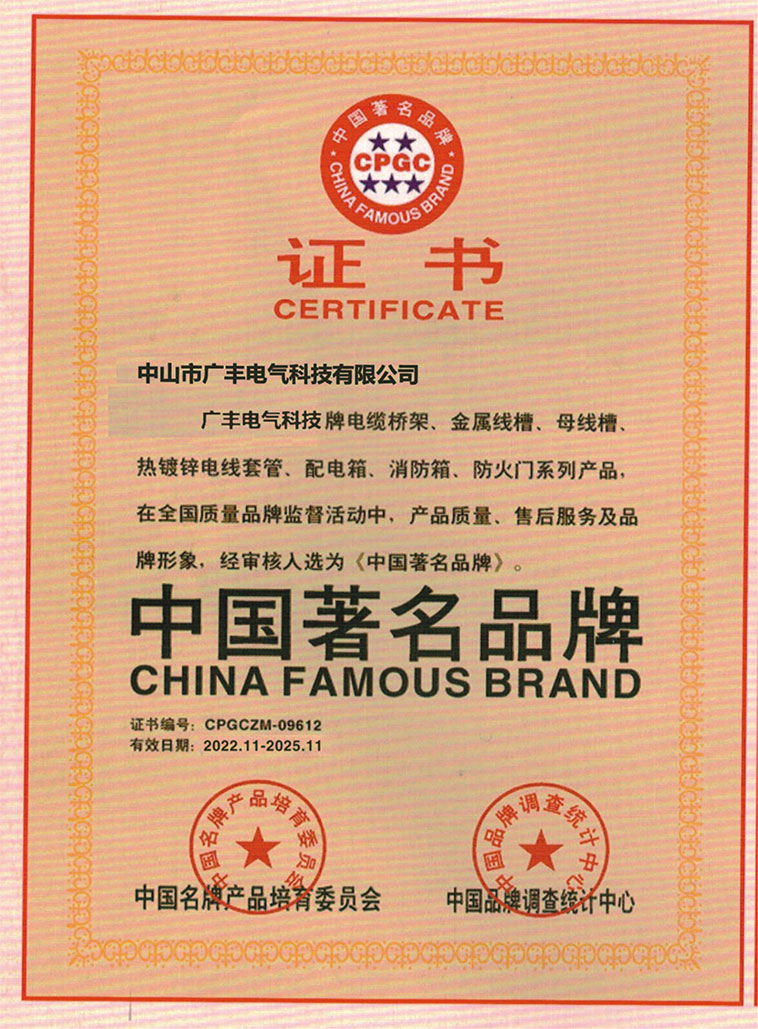 中国著名品牌
CPGC
CHINA FAMOUS BRAND
证书
CERTIFICATE
中山市广丰电气科技有限公司
广丰电气科技牌电缆桥架、金属线槽、母线槽、
热镀锌电线套管、配电箱、消防箱、防火门系列产品,
在全国质量品牌监督活动中,产品质量、售后服务及品
牌形象,经审核入选为《中国著名品牌》。
中国著名品牌
CHINA FAMOUS BRAND
证书编号:CPGCZM-09612
有效日期:2022.11-2025.11
中国名牌产品培育委员会
中国品牌调查统计中心
中国名牌产品培育委员会
中国品牌调查统计中心